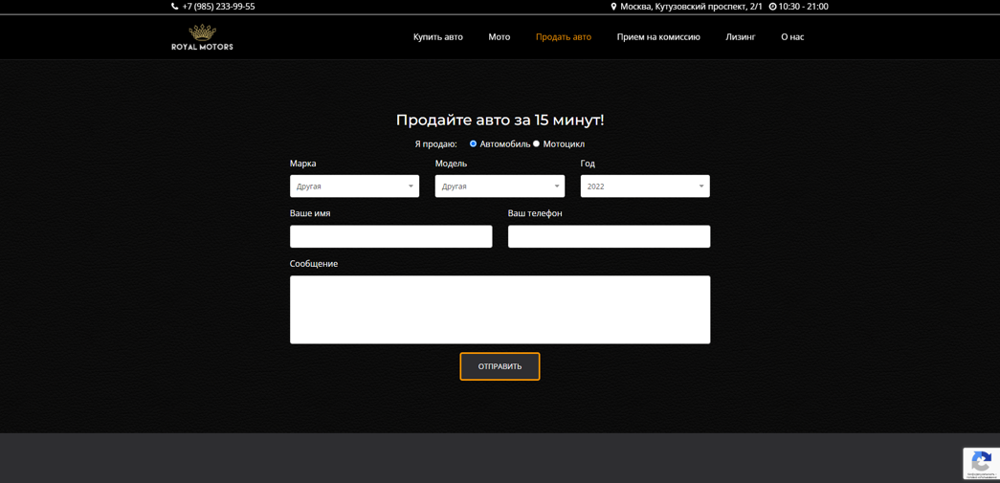 +7 (985) 233-99-55
Москва, Кутузовский проспект, 2/1 10:30 - 21:00
ROYAL MOTORS
Купить авто Мото Продать авто Прием на комиссию Лизинг О нас
Продайте авто за 15 минут!
Я продаю: Автомобиль Мотоцикл
Марка Модель Год
Другая Другая 2022
Ваше имя Ваш телефон
Сообщение
ОТПРАВИТЬ